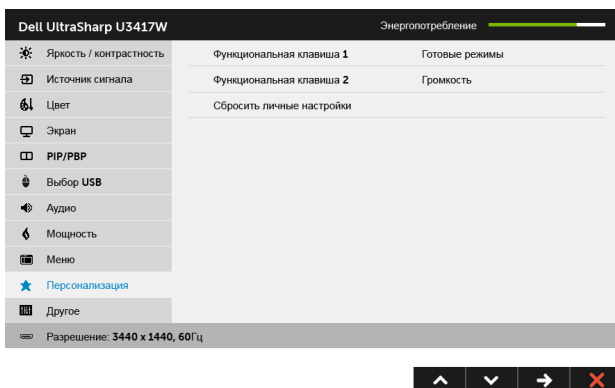 Dell UltraSharp U3417W
Энергопотребление
Яркость / контрастность
Функциональная клавиша 1
Готовые режимы
Источник сигнала
Функциональная клавиша 2
Громкость
Цвет
Сбросить личные настройки
Экран
PIP/PBP
Выбор USB
Аудио
Мощность
Меню
Персонализация
Другое
Разрешение: 3440 x 1440, 60Гц